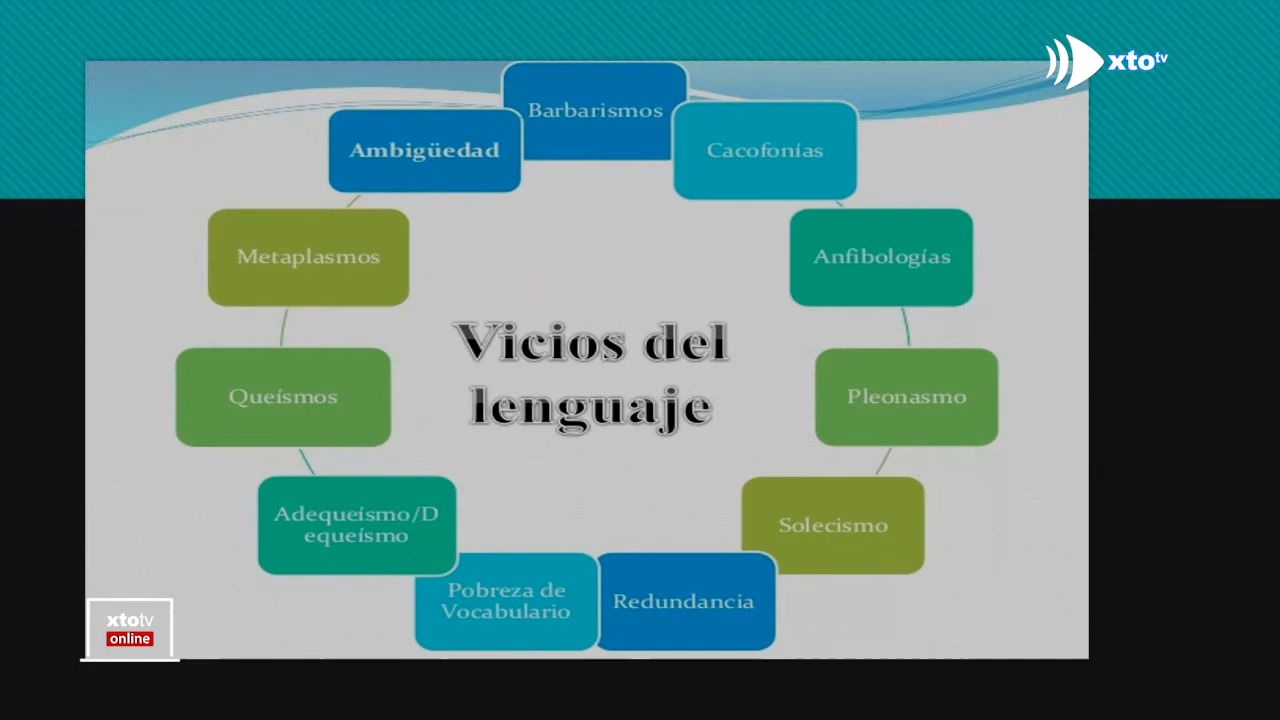 xtotv
Barbarismos
Ambigüedad
Cacofonías
Metaplasmos
Anfibologías
Vicios del
lenguaje
Queísmos
Pleonasmo
Adequeísmo/D
equeísmo
Solecismo
Pobreza de
Vocabulario
Redundancia
xtotv
online